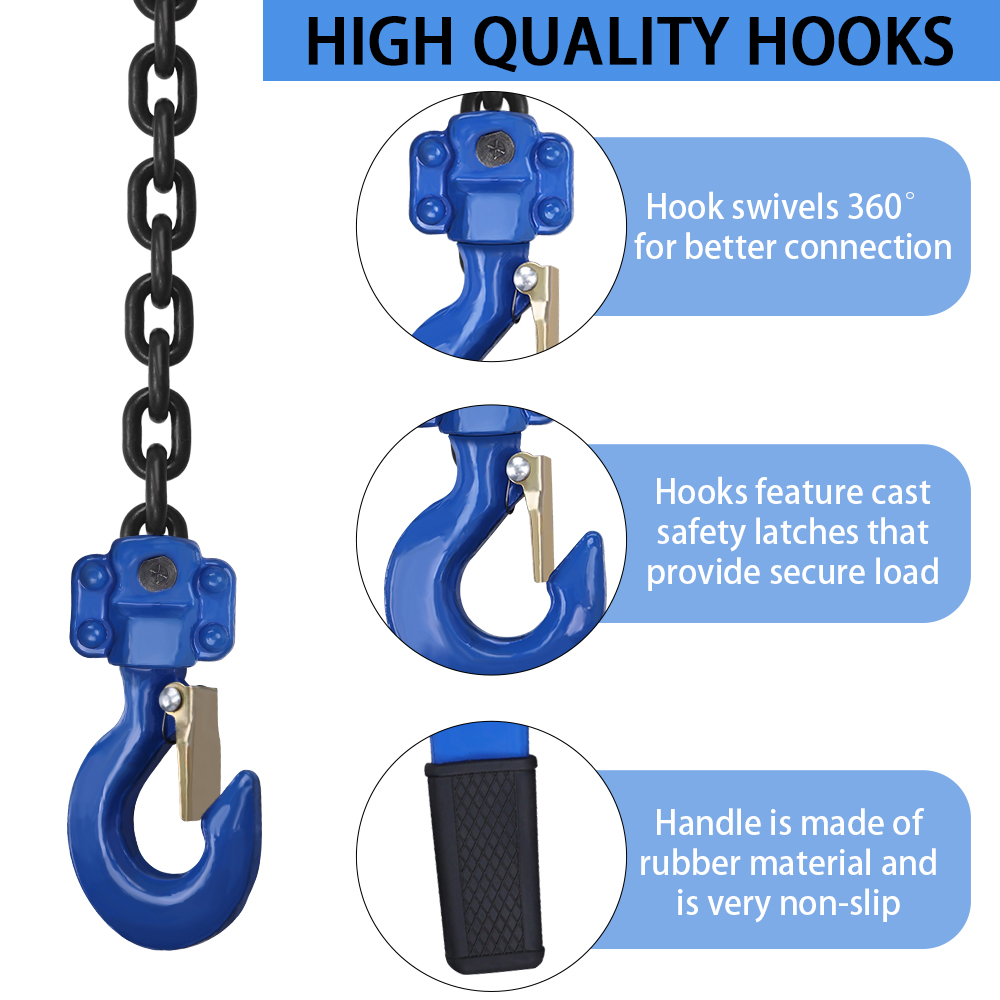 HIGH QUALITY HOOKS
Hook swivels 360°
for better connection
Hooks feature cast
safety latches that
provide secure load
Handle is made of
rubber material and
is very non-slip